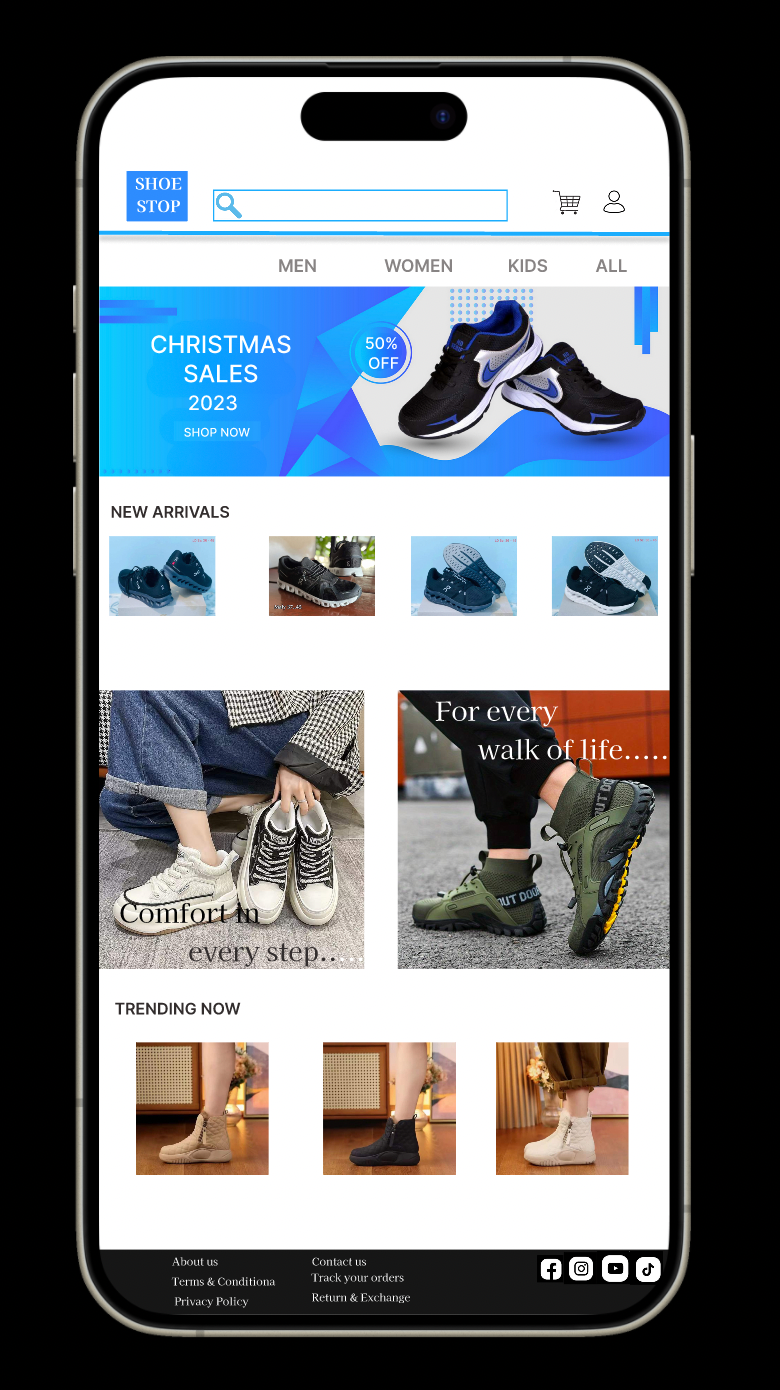 SHOE
STOP
MEN WOMEN KIDS ALL
CHRISTMAS
SALES
2023
SHOP NOW
50%
OFF
NEW ARRIVALS
For every
walk of life.....
OUT DOOR
Comfort in
every step.....
TRENDING NOW
About us
Terms & Conditiona
Privacy Policy
Contact us
Track your orders
Return & Exchange